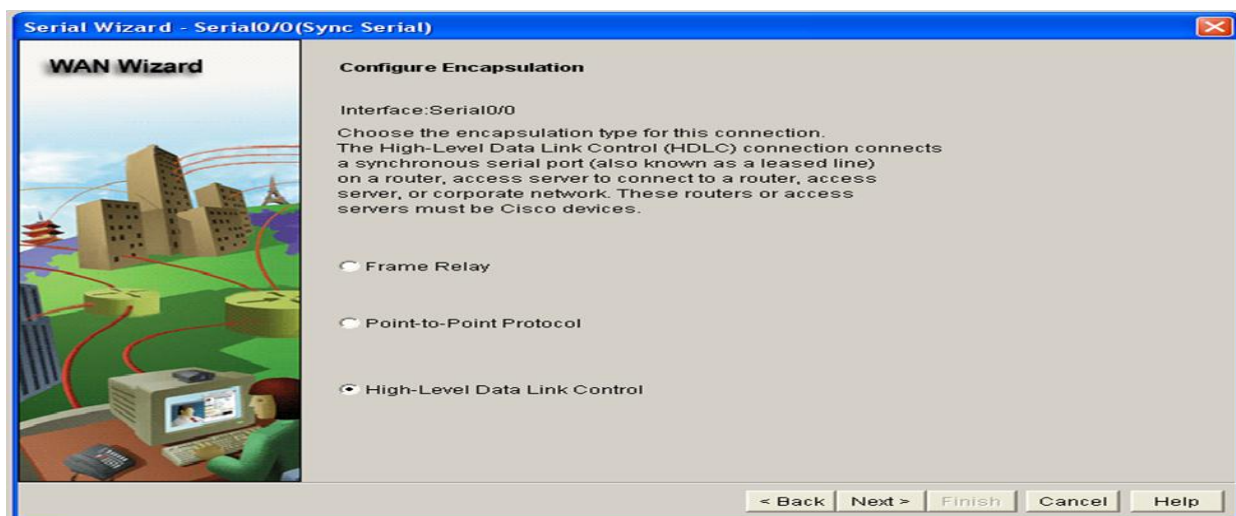 Serial Wizard - Serial0/0(Sync Serial)
WAN Wizard
Configure Encapsulation
Interface:Serial0/0
Choose the encapsulation type for this connection.
The High-Level Data Link Control (HDLC) connection connects
a synchronous serial port (also known as a leased line)
on a router, access server to connect to a router, access
server, or corporate network. These routers or access
servers must be Cisco devices.
Frame Relay
Point-to-Point Protocol
High-Level Data Link Control
< Back Next > Finish Cancel Help